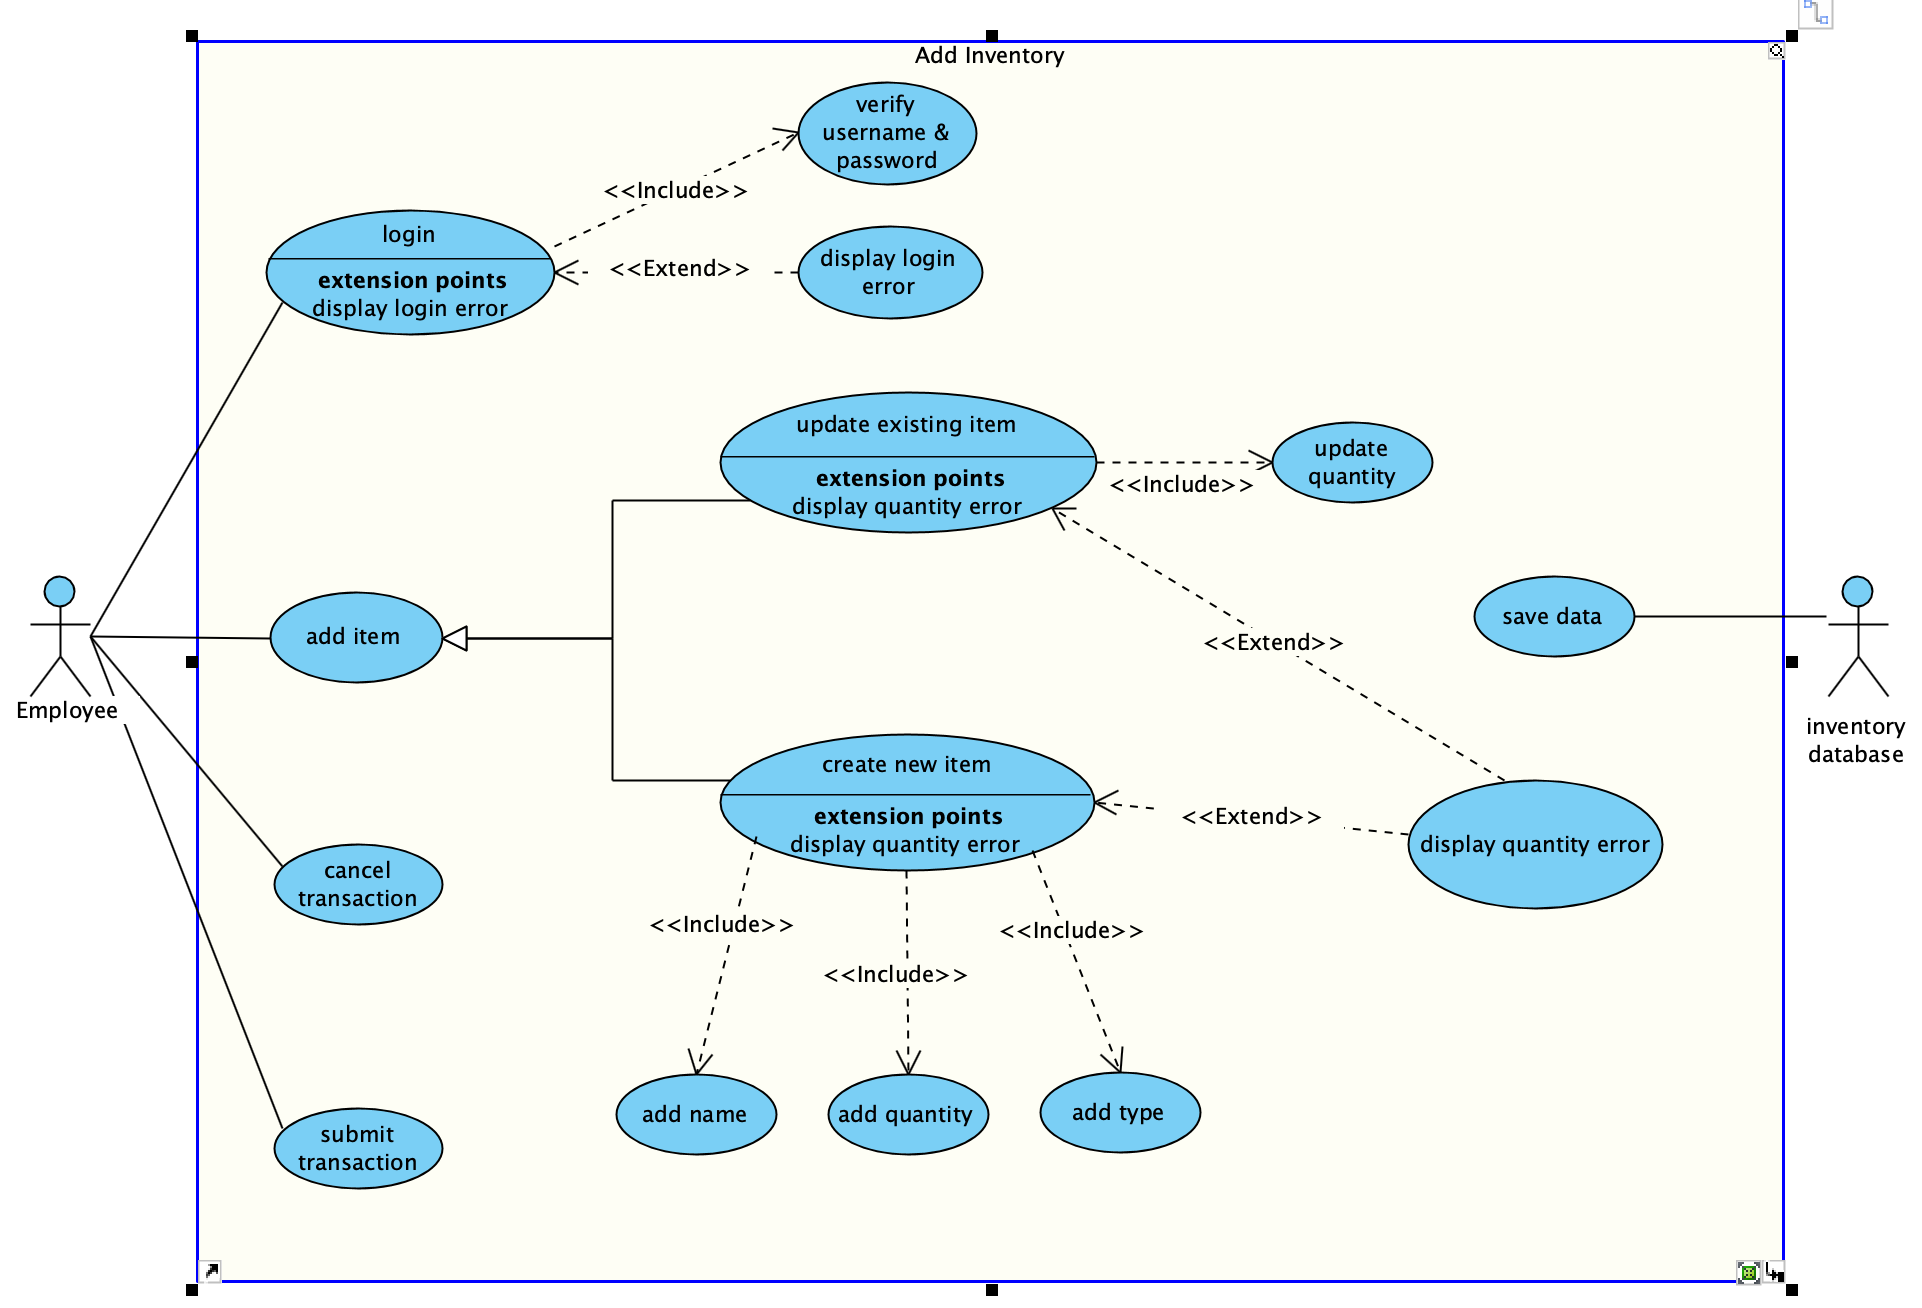 Add Inventory
verify
username &
password
<<Include>>
login
extension points
display login error
<<Extend>>
display login
error
update existing item
extension points
display quantity error
<<Include>>
update
quantity
add item
<<Extend>>
save data
Employee
inventory
database
create new item
extension points
display quantity error
<<Extend>>
display quantity error
cancel
transaction
<<Include>>
<<Include>>
<<Include>>
add name
add quantity
add type
submit
transaction